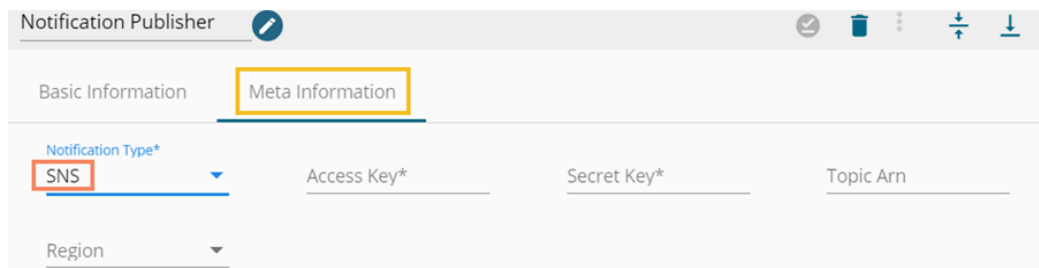 Notification Publisher
Basic Information Meta Information
Notification Type*
SNS Access Key* Secret Key* Topic Arn
Region